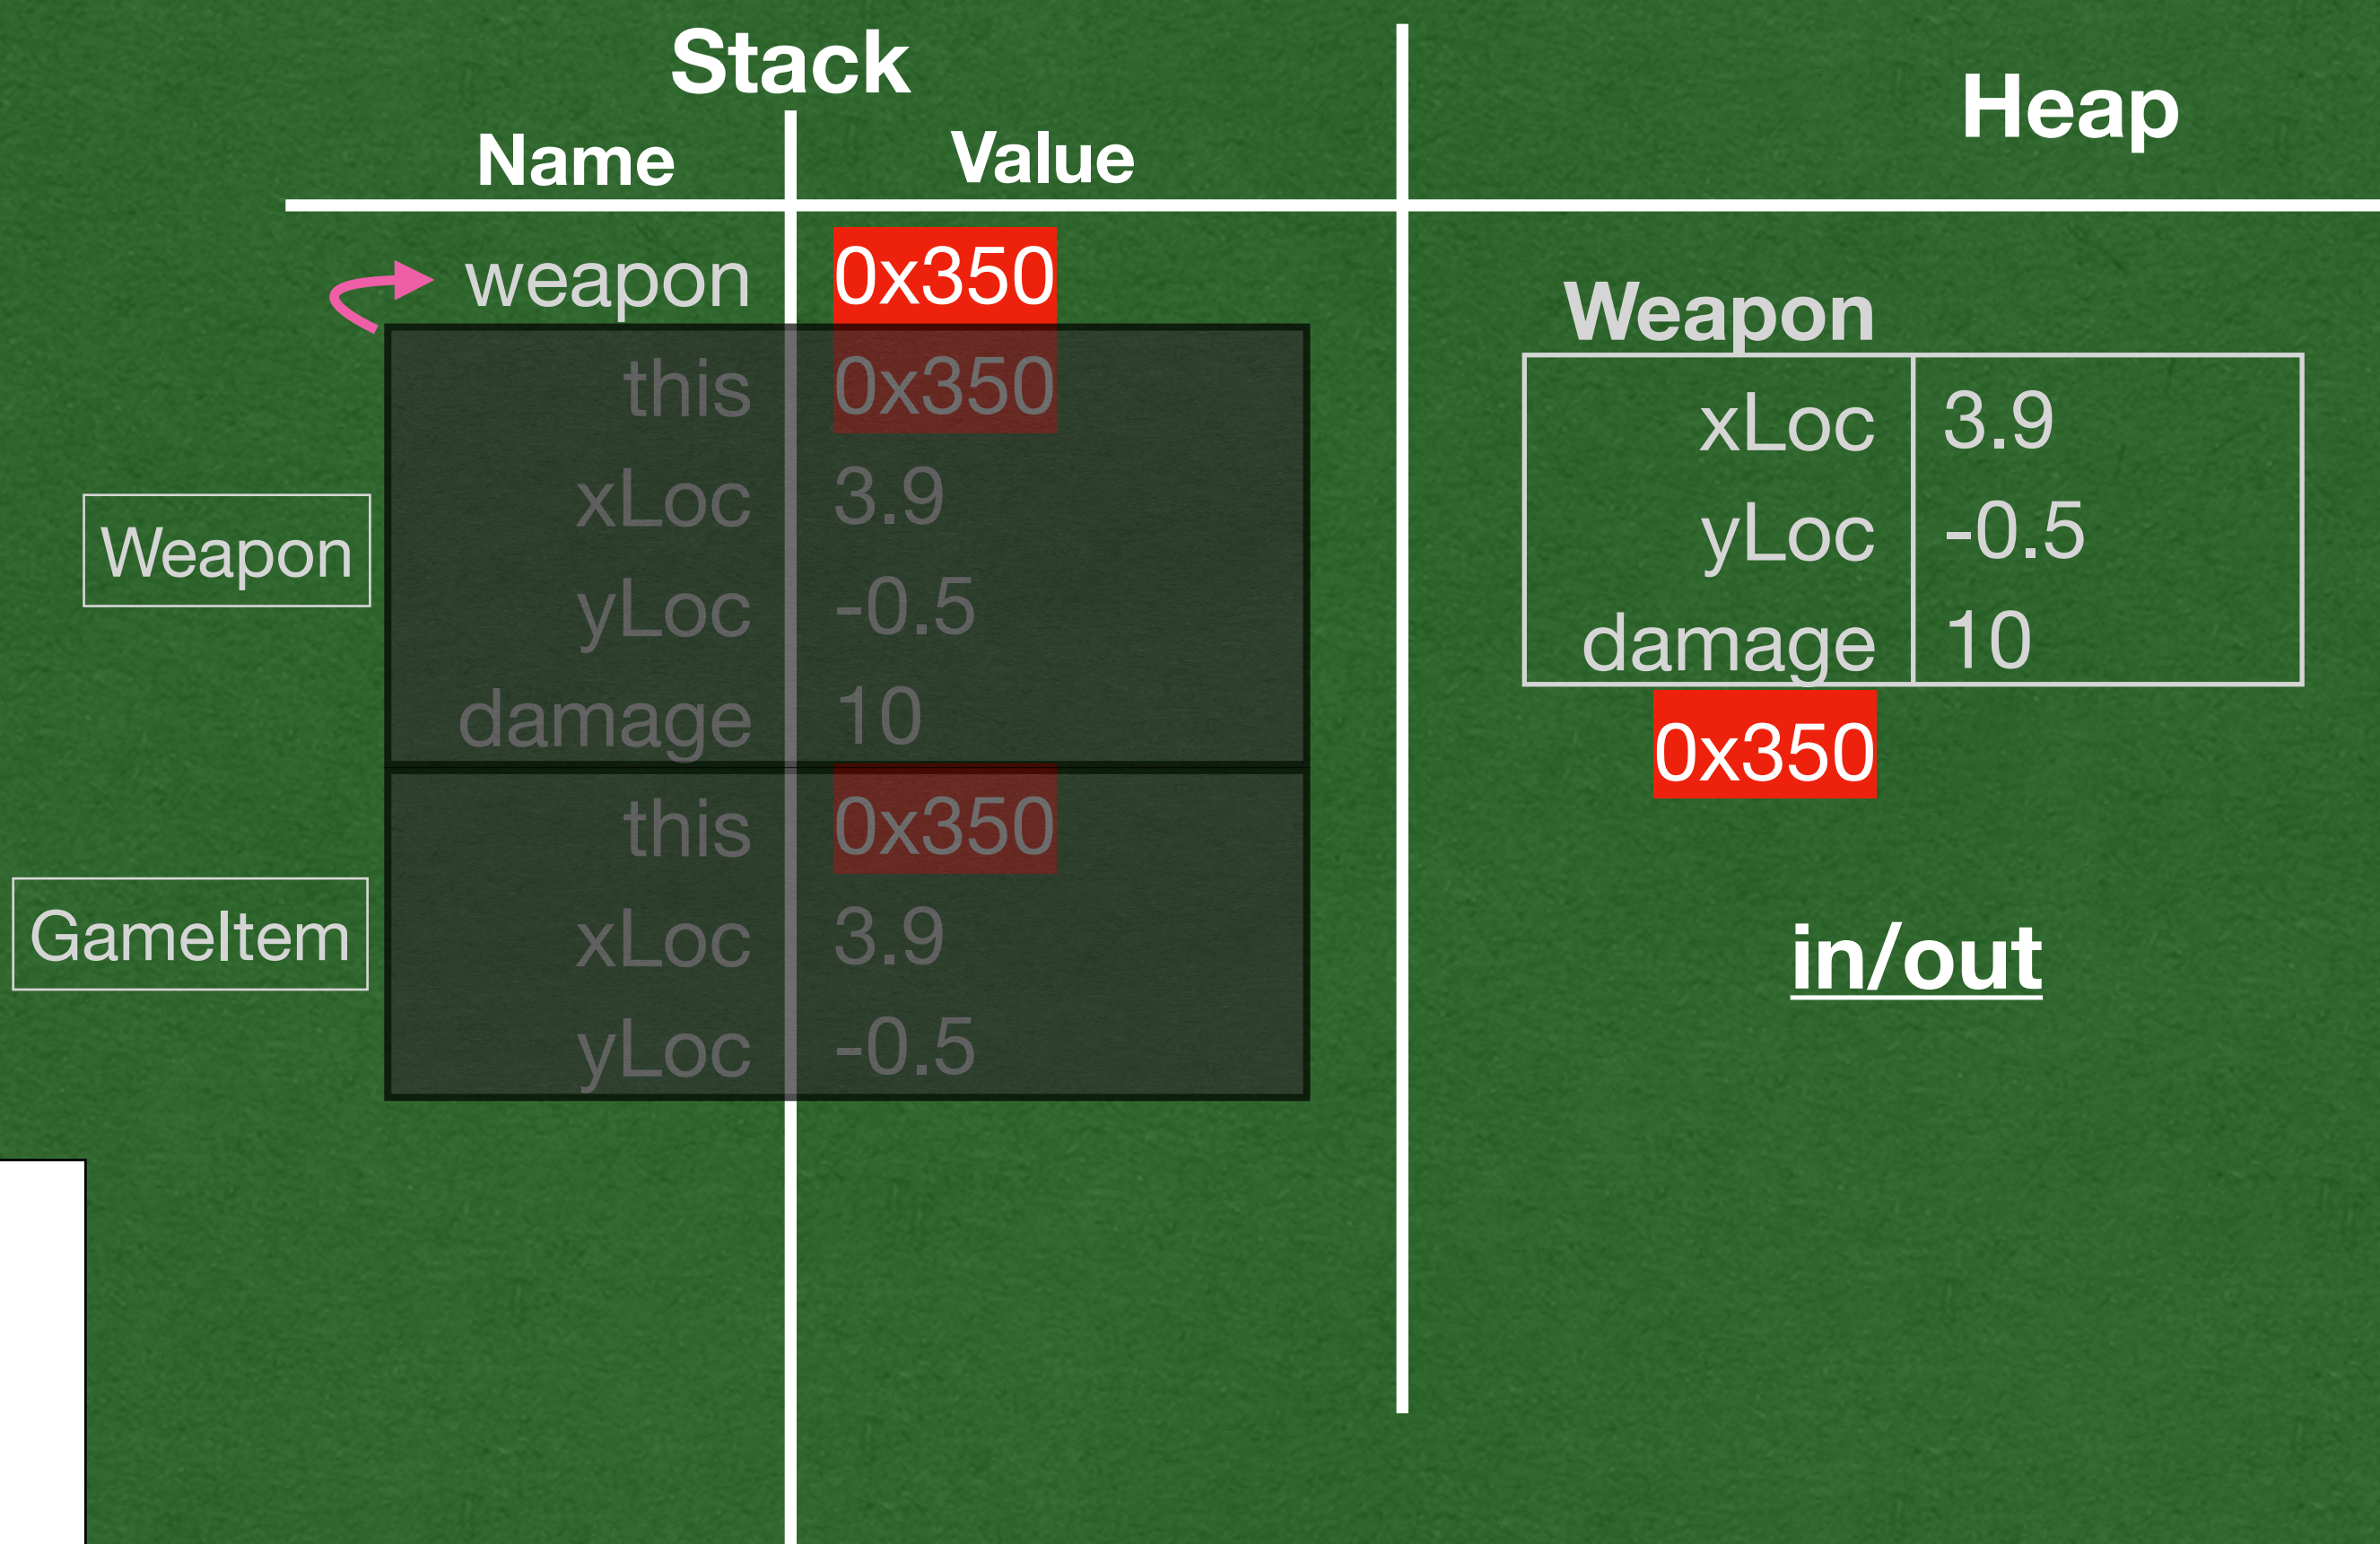 Stack
Name Value
weapon 0x350
this 0x350
xLoc 3.9
yLoc -0.5
damage 10
this 0x350
xLoc 3.9
yLoc -0.5
Weapon
GameItem
Heap
Weapon
xLoc 3.9
yLoc -0.5
damage 10
0x350
in/out